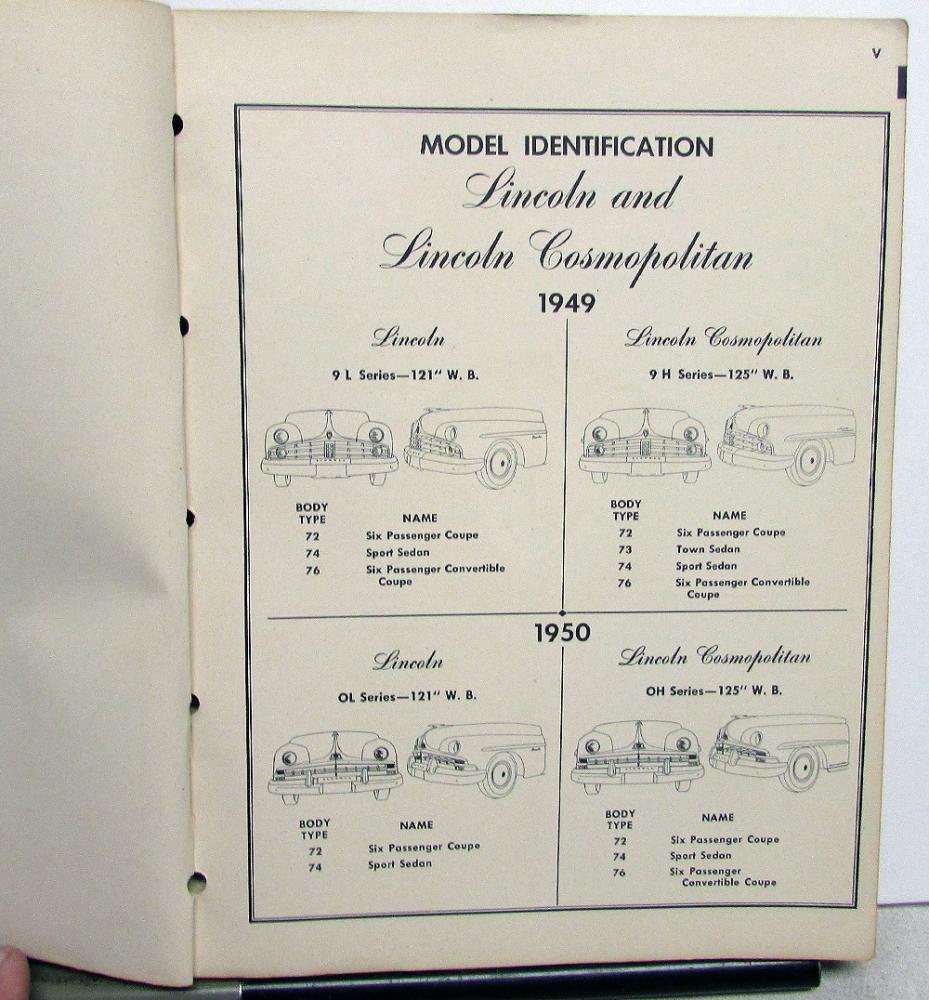 V
MODEL IDENTIFICATION
Lincoln and
Lincoln Cosmopolitan
1949
Lincoln
9 L Series—121" W. B.
BODY
TYPE NAME
72 Six Passenger Coupe
74 Sport Sedan
76 Six Passenger Convertible
Coupe
Lincoln Cosmopolitan
9 H Series—125" W. B.
BODY
TYPE NAME
72 Six Passenger Coupe
73 Town Sedan
74 Sport Sedan
76 Six Passenger Convertible
Coupe
1950
Lincoln
OL Series—121" W. B.
BODY
TYPE NAME
72 Six Passenger Coupe
74 Sport Sedan
Lincoln Cosmopolitan
OH Series—125" W. B.
BODY
TYPE NAME
72 Six Passenger Coupe
74 Sport Sedan
76 Six Passenger
Convertible Coupe